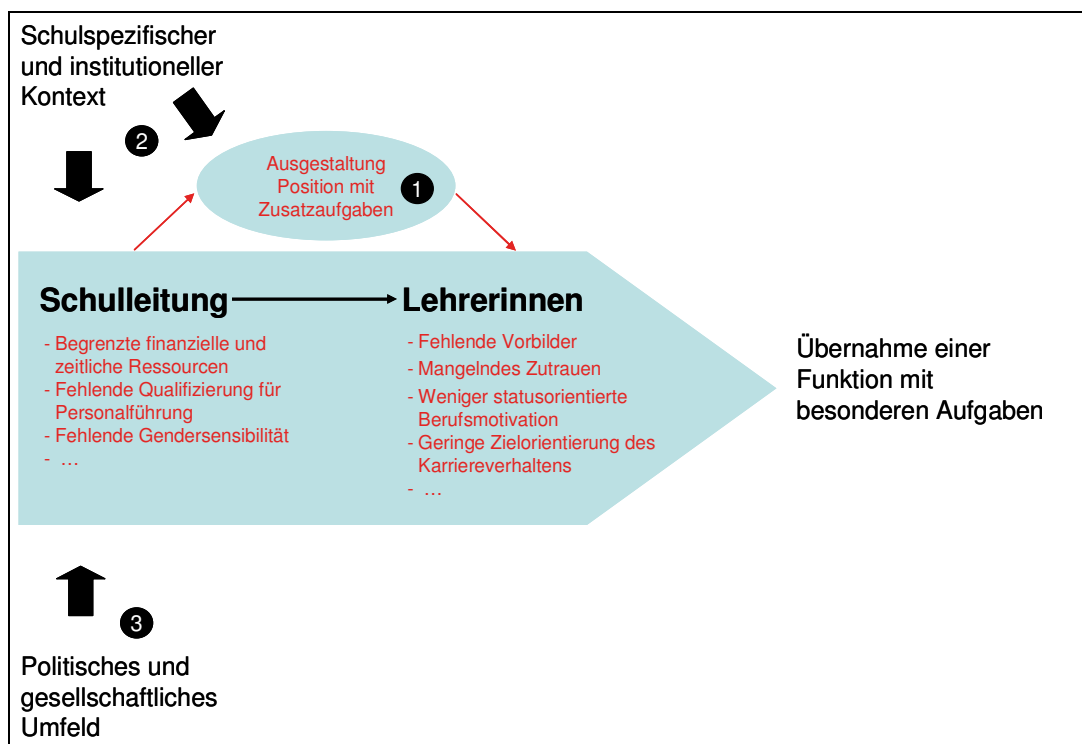 Schulspezifischer
und institutioneller
Kontext
2
Ausgestaltung
Position mit
Zusatzaufgaben
1
Schulleitung
- Begrenzte finanzielle und
zeitliche Ressourcen
- Fehlende Qualifizierung für
Personalführung
- Fehlende Gendersensibilität
- ...
Lehrerinnen
- Fehlende Vorbilder
- Mangelndes Zutrauen
- Weniger statusorientierte
Berufsmotivation
- Geringe Zielorientierung des
Karriereverhaltens
- ...
Übernahme einer
Funktion mit
besonderen Aufgaben
3
Politisches und
gesellschaftliches
Umfeld